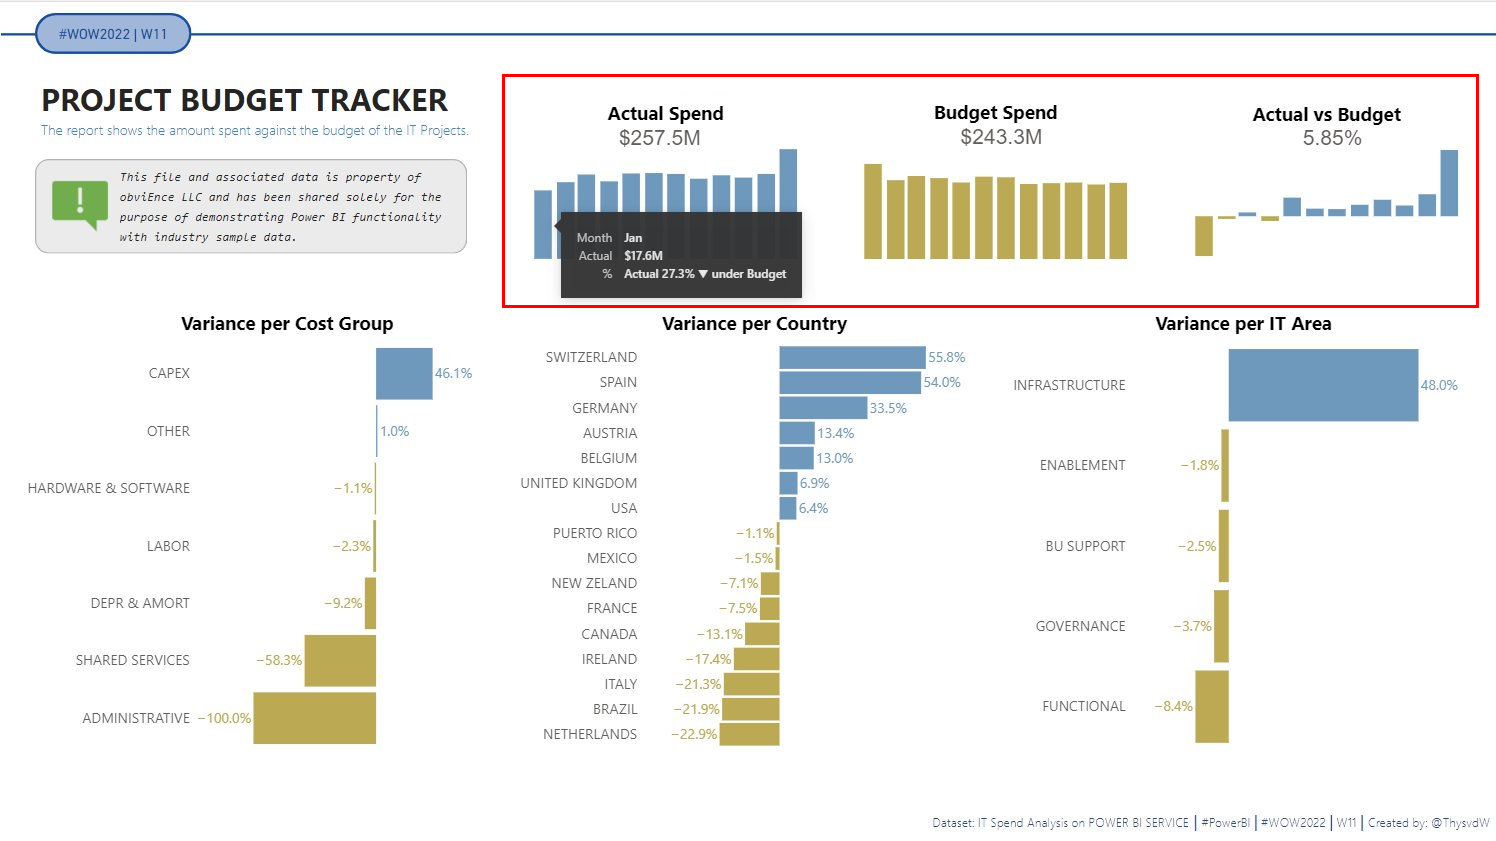 #WOW2022 | W11
PROJECT BUDGET TRACKER
The report shows the amount spent against the budget of the IT Projects.
This file and associated data is property of
obviEnce LLC and has been shared solely for the
purpose of demonstrating Power BI functionality
with industry sample data.
Actual Spend
$257.5M
Month Jan
Actual $17.6M
% Actual 27.3% ▼ under Budget
Budget Spend
$243.3M
Actual vs Budget
5.85%
Variance per Cost Group
CAPEX 46.1%
OTHER 1.0%
HARDWARE & SOFTWARE −1.1%
LABOR −2.3%
DEPR & AMORT −9.2%
SHARED SERVICES −58.3%
ADMINISTRATIVE −100.0%
Variance per Country
SWITZERLAND 55.8%
SPAIN 54.0%
GERMANY 33.5%
AUSTRIA 13.4%
BELGIUM 13.0%
UNITED KINGDOM 6.9%
USA 6.4%
PUERTO RICO −1.1%
MEXICO −1.5%
NEW ZELAND −7.1%
FRANCE −7.5%
CANADA −13.1%
IRELAND −17.4%
ITALY −21.3%
BRAZIL −21.9%
NETHERLANDS −22.9%
Variance per IT Area
INFRASTRUCTURE 48.0%
ENABLEMENT −1.8%
BU SUPPORT −2.5%
GOVERNANCE −3.7%
FUNCTIONAL −8.4%
Dataset: IT Spend Analysis on POWER BI SERVICE | #PowerBI | #WOW2022 | W11 | Created by: @ThysvdW